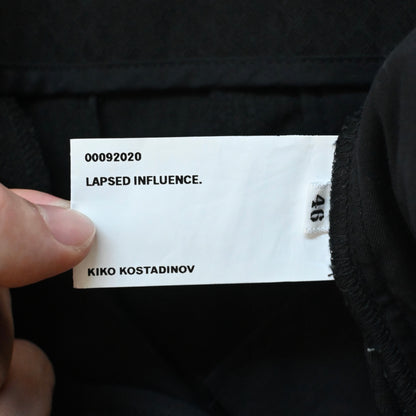 00092020
LAPSED INFLUENCE.
46
KIKO KOSTADINOV